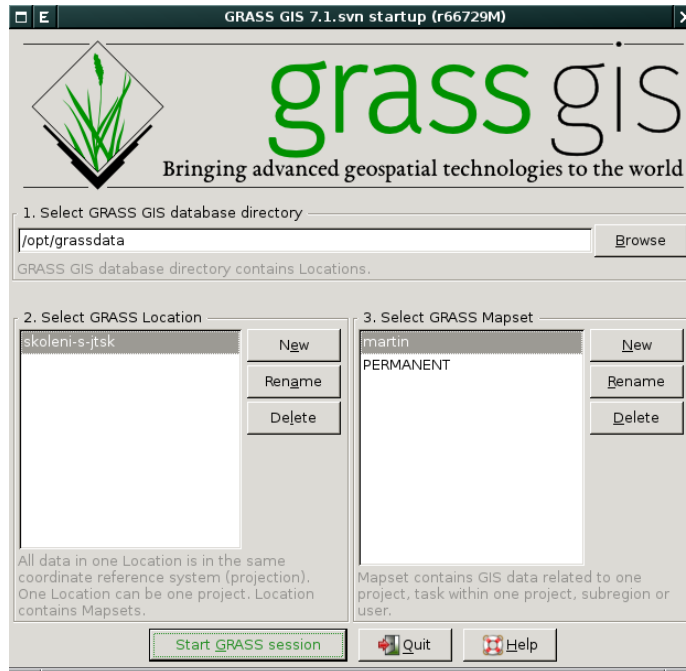 E GRASS GIS 7.1.svn startup (r66729M) X
grass gis
Bringing advanced geospatial technologies to the world
1. Select GRASS GIS database directory
/opt/grassdata Browse
GRASS GIS database directory contains Locations.
2. Select GRASS Location
skoleni-s-jtsk
New
Rename
Delete
All data in one Location is in the same
coordinate reference system (projection).
One Location can be one project. Location
contains Mapsets.
3. Select GRASS Mapset
martin
PERMANENT
New
Rename
Delete
Mapset contains GIS data related to one
project, task within one project, subregion or
user.
Start GRASS session Quit Help